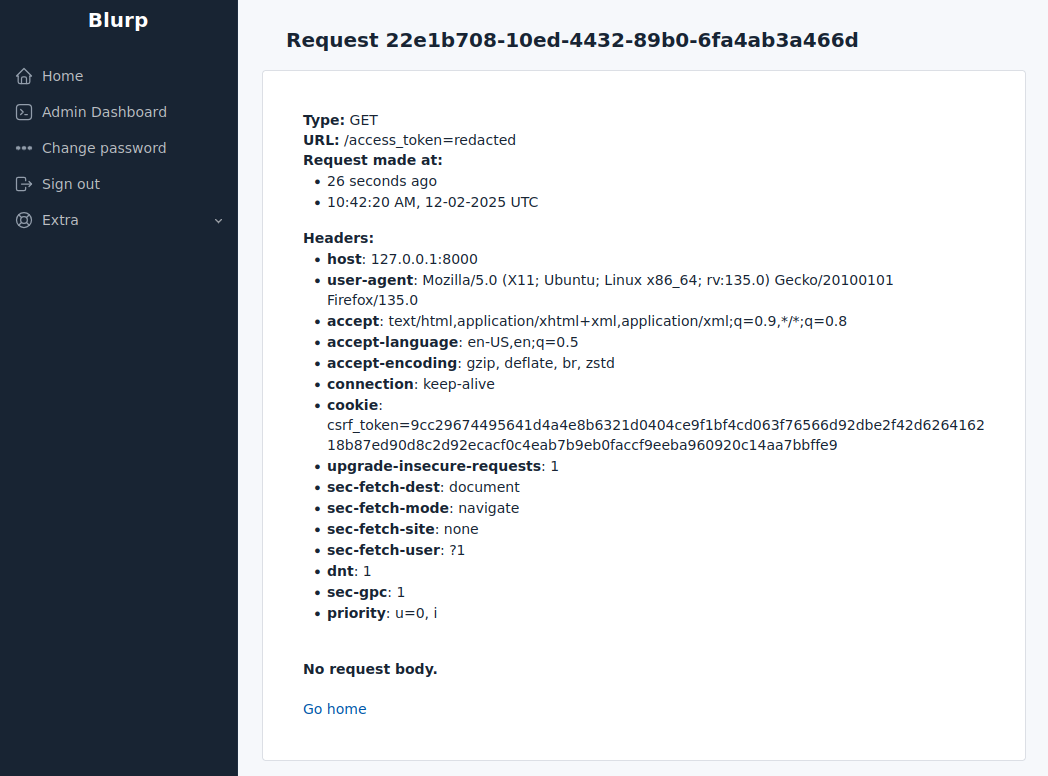 Blurp
Home
Admin Dashboard
Change password
Sign out
Extra
Request 22e1b708-10ed-4432-89b0-6fa4ab3a466d
Type: GET
URL: /access_token=redacted
Request made at:
• 26 seconds ago
• 10:42:20 AM, 12-02-2025 UTC
Headers:
• host: 127.0.0.1:8000
• user-agent: Mozilla/5.0 (X11; Ubuntu; Linux x86_64; rv:135.0) Gecko/20100101
Firefox/135.0
• accept: text/html,application/xhtml+xml,application/xml;q=0.9,*/*;q=0.8
• accept-language: en-US,en;q=0.5
• accept-encoding: gzip, deflate, br, zstd
• connection: keep-alive
• cookie:
csrf_token=9cc29674495641d4a4e8b6321d0404ce9f1bf4cd063f76566d92dbe2f42d6264162
18b87ed90d8c2d92ecacf0c4eab7b9eb0faccf9eeba960920c14aa7bbffe9
• upgrade-insecure-requests: 1
• sec-fetch-dest: document
• sec-fetch-mode: navigate
• sec-fetch-site: none
• sec-fetch-user: ?1
• dnt: 1
• sec-gpc: 1
• priority: u=0, i
No request body.
Go home